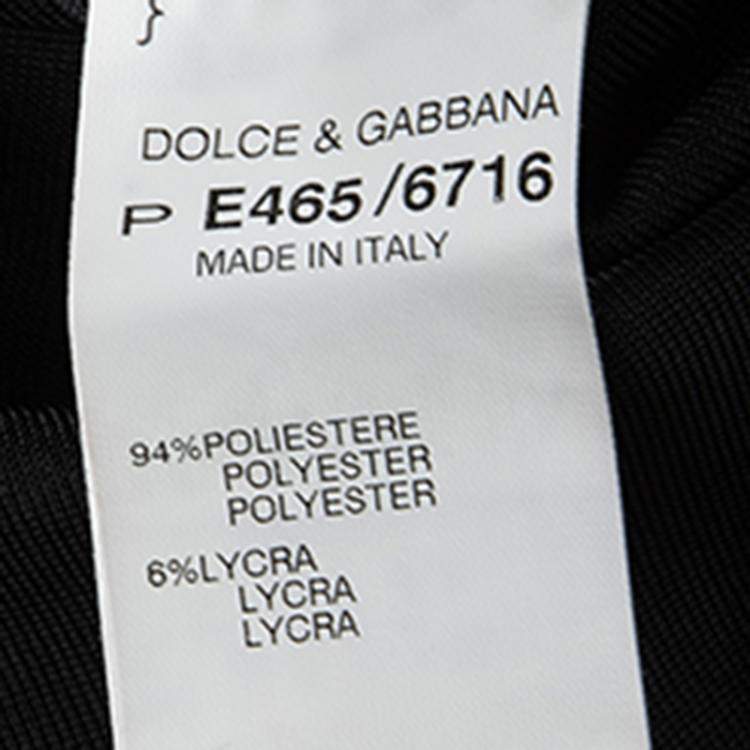 }
DOLCE & GABBANA
P E465/6716
MADE IN ITALY
94%POLIESTERE
POLYESTER
POLYESTER
6%LYCRA
LYCRA
LYCRA